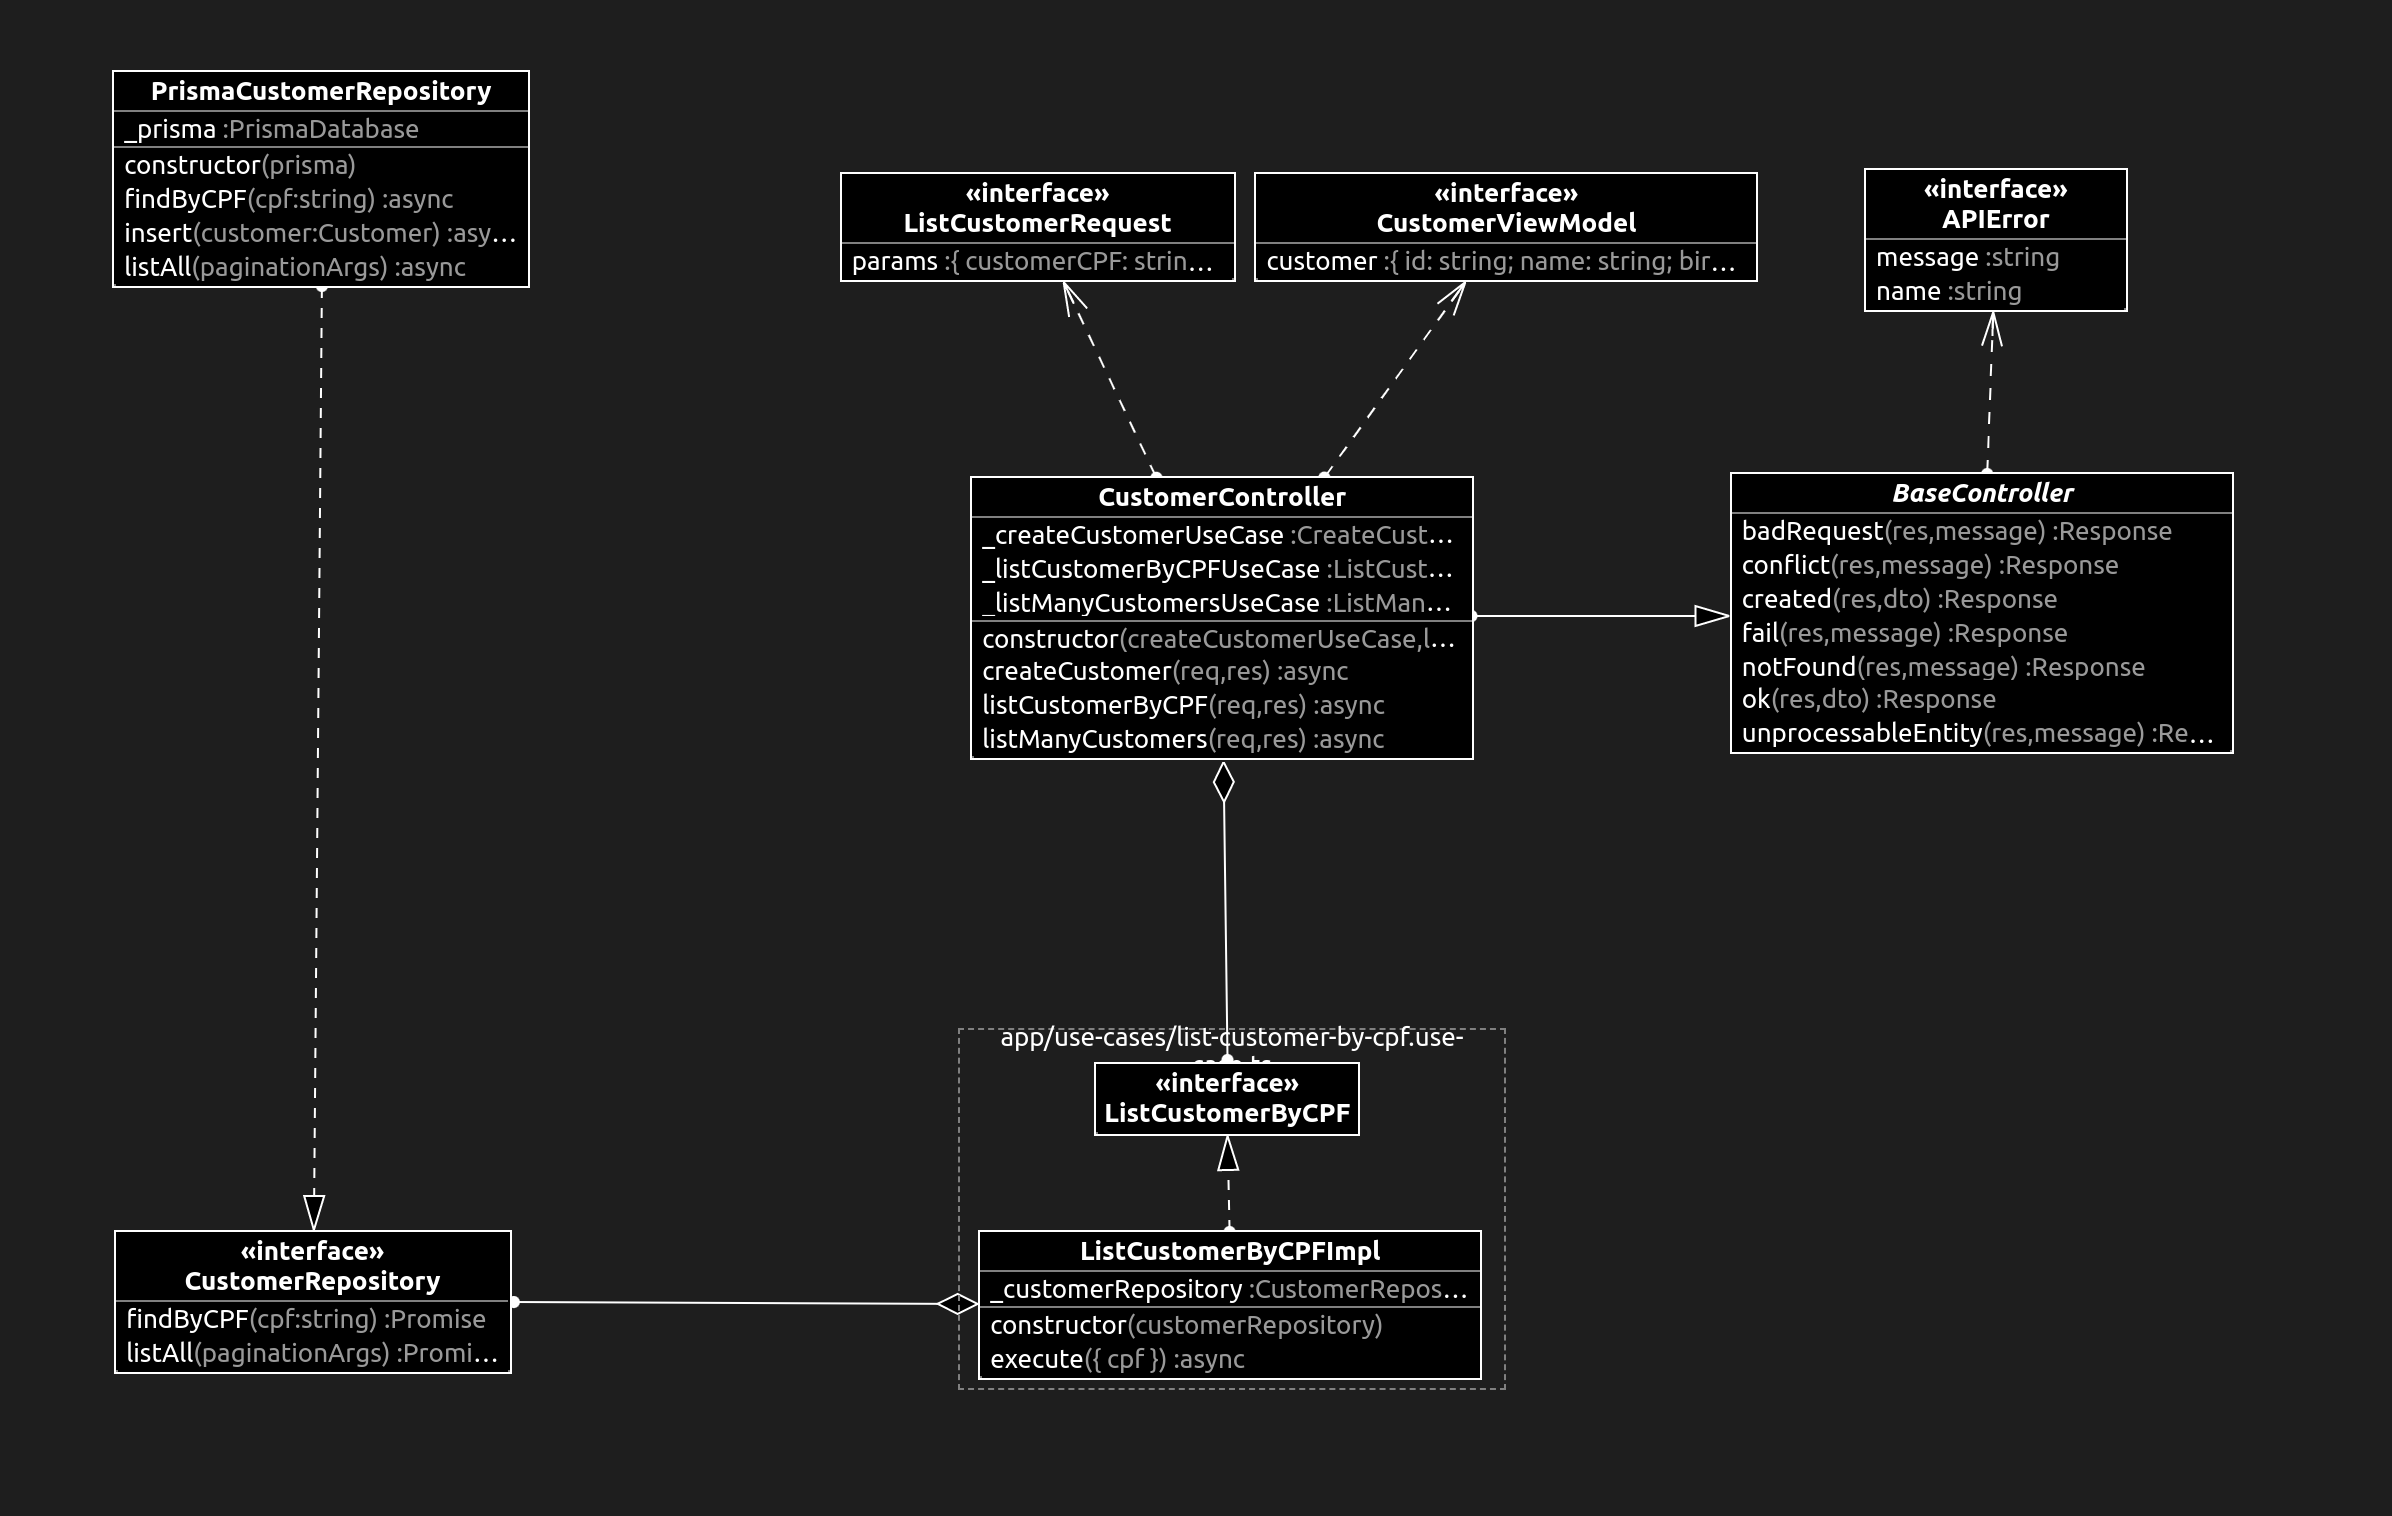 PrismaCustomerRepository
_prisma :PrismaDatabase
constructor(prisma)
findByCPF(cpf:string) :async
insert(customer:Customer) :asy...
listAll(paginationArgs) :async
«interface»
ListCustomerRequest
params :{ customerCPF: strin...
«interface»
CustomerViewModel
customer :{ id: string; name: string; bir...
«interface»
APIError
message :string
name :string
CustomerController
_createCustomerUseCase :CreateCust...
_listCustomerByCPFUseCase :ListCust...
_listManyCustomersUseCase :ListMan...
constructor(createCustomerUseCase,l...
createCustomer(req,res) :async
listCustomerByCPF(req,res) :async
listManyCustomers(req,res) :async
BaseController
badRequest(res,message) :Response
conflict(res,message) :Response
created(res,dto) :Response
fail(res,message) :Response
notFound(res,message) :Response
ok(res,dto) :Response
unprocessableEntity(res,message) :Re...
app/use-cases/list-customer-by-cpf.use-
«interface»
ListCustomerByCPF
ListCustomerByCPFImpl
_customerRepository :CustomerRepos...
constructor(customerRepository)
execute({ cpf }) :async
«interface»
CustomerRepository
findByCPF(cpf:string) :Promise
listAll(paginationArgs) :Promi...